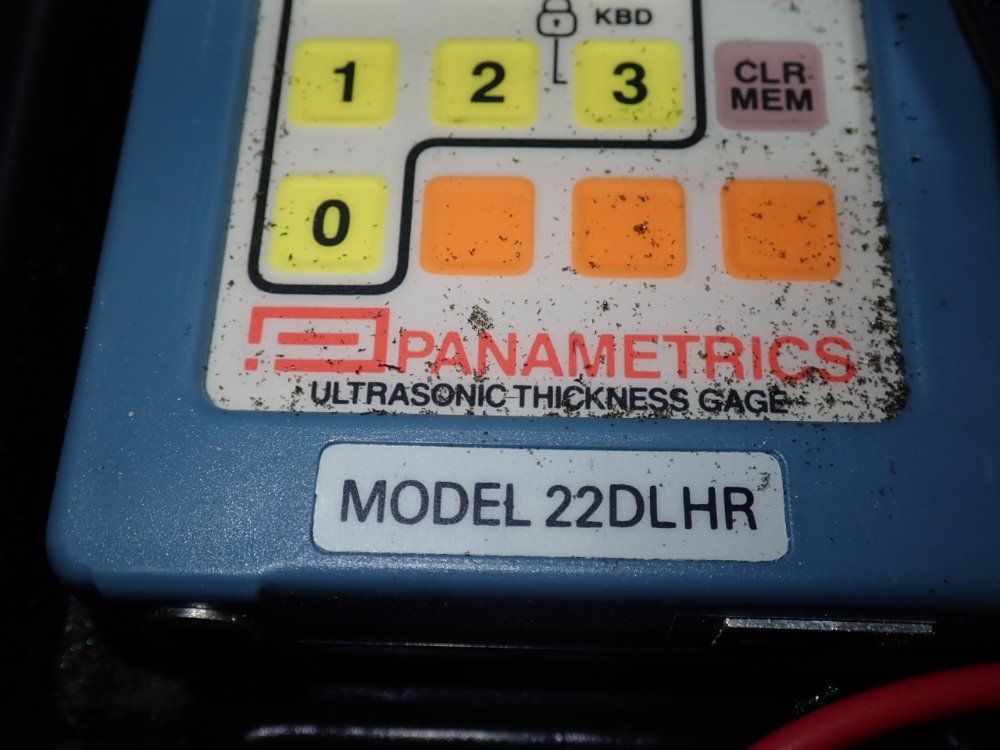 KBD
1 2 3 CLR MEM
0
PANAMETRICS
ULTRASONIC THICKNESS GAGE
MODEL 22DLHR